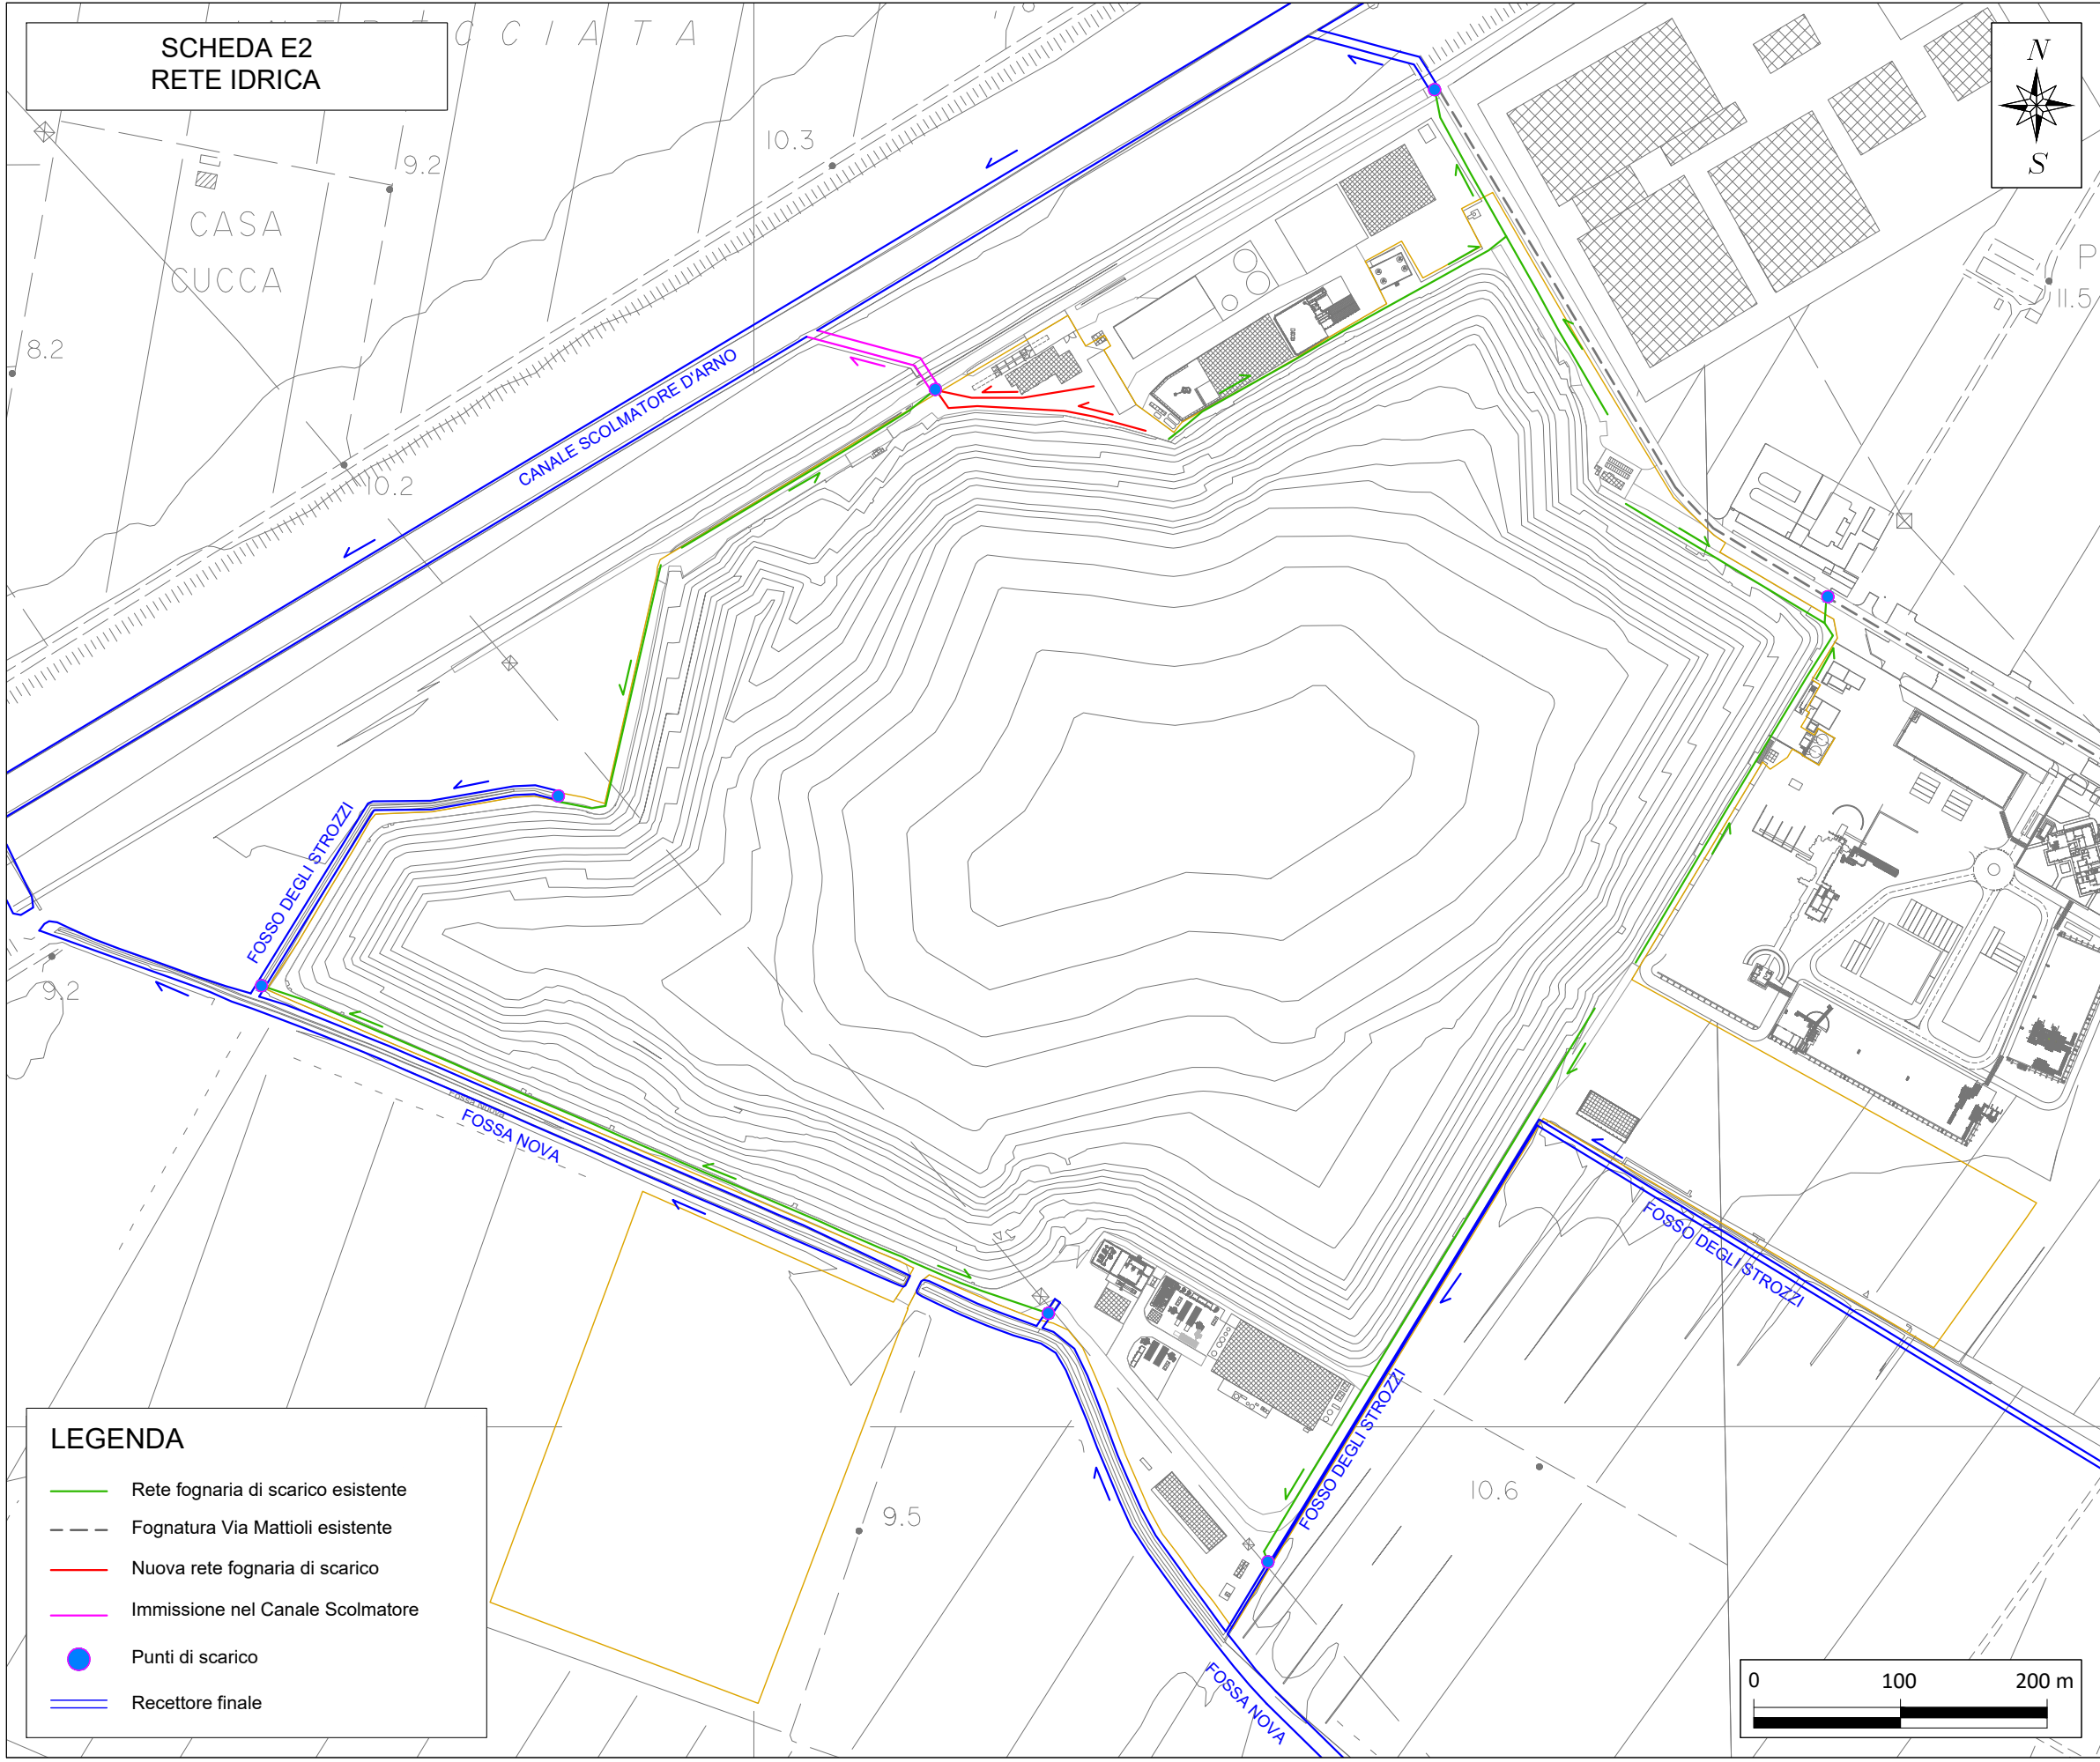 SCHEDA E2
RETE IDRICA
CCIATA
N
S
10.3
9.2
CASA
CUCCA
P
11.5
8.2
CANALE SCOLMATORE D'ARNO
10.2
FOSSO DEGLI STROZZI
9.2
Fossa Nuova
FOSSA NOVA
FOSSO DEGLI STROZZI
FOSSO DEGLI STROZZI
10.6
9.5
FOSSA NOVA
LEGENDA
Rete fognaria di scarico esistente
Fognatura Via Mattioli esistente
Nuova rete fognaria di scarico
Immissione nel Canale Scolmatore
Punti di scarico
Recettore finale
0 100 200 m